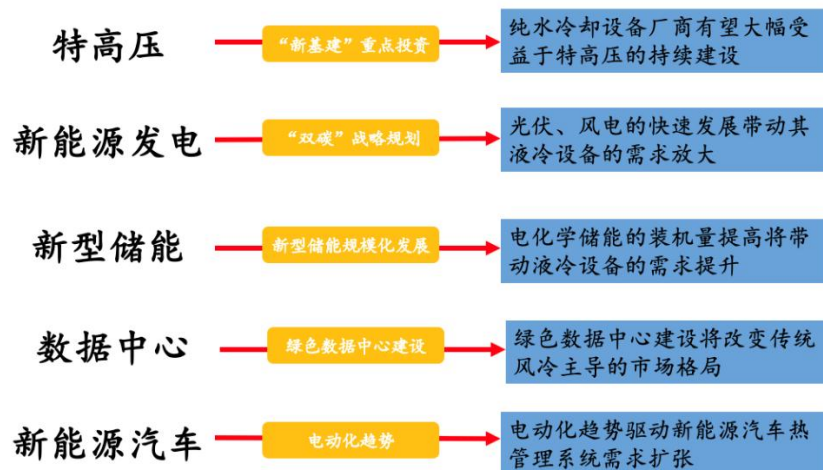 特高压
“新基建”重点投资
纯水冷却设备厂商有望大幅受
益于特高压的持续建设
新能源发电
“双碳”战略规划
光伏、风电的快速发展带动其
液冷设备的需求放大
新型储能
新型储能规模化发展
电化学储能的装机量提高将带
动液冷设备的需求提升
数据中心
绿色数据中心建设
绿色数据中心建设将改变传统
风冷主导的市场格局
新能源汽车
电动化趋势
电动化趋势驱动新能源汽车热
管理系统需求扩张